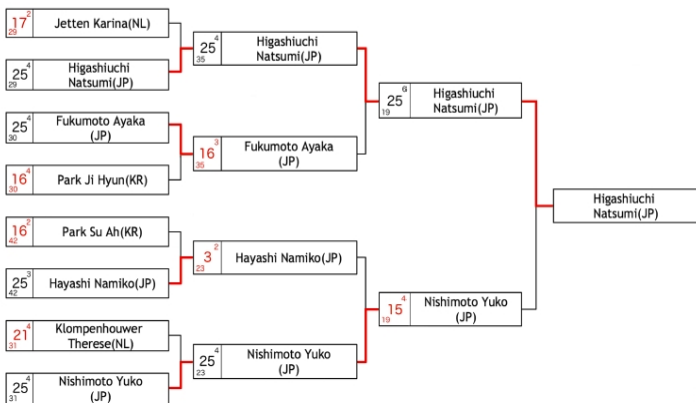 17 2
29
Jetten Karina(NL)
25 4
29
Higashiuchi
Natsumi(JP)
25 4
30
Fukumoto Ayaka
(JP)
16 4
30
Park Ji Hyun(KR)
16 2
42
Park Su Ah(KR)
25 3
42
Hayashi Namiko(JP)
21 4
31
Klompenhouwer
Therese(NL)
25 4
31
Nishimoto Yuko
(JP)
25 4
35
Higashiuchi
Natsumi(JP)
16 3
35
Fukumoto Ayaka
(JP)
3 2
23
Hayashi Namiko(JP)
25 4
23
Nishimoto Yuko
(JP)
25 6
19
Higashiuchi
Natsumi(JP)
15 4
19
Nishimoto Yuko
(JP)
Higashiuchi
Natsumi(JP)